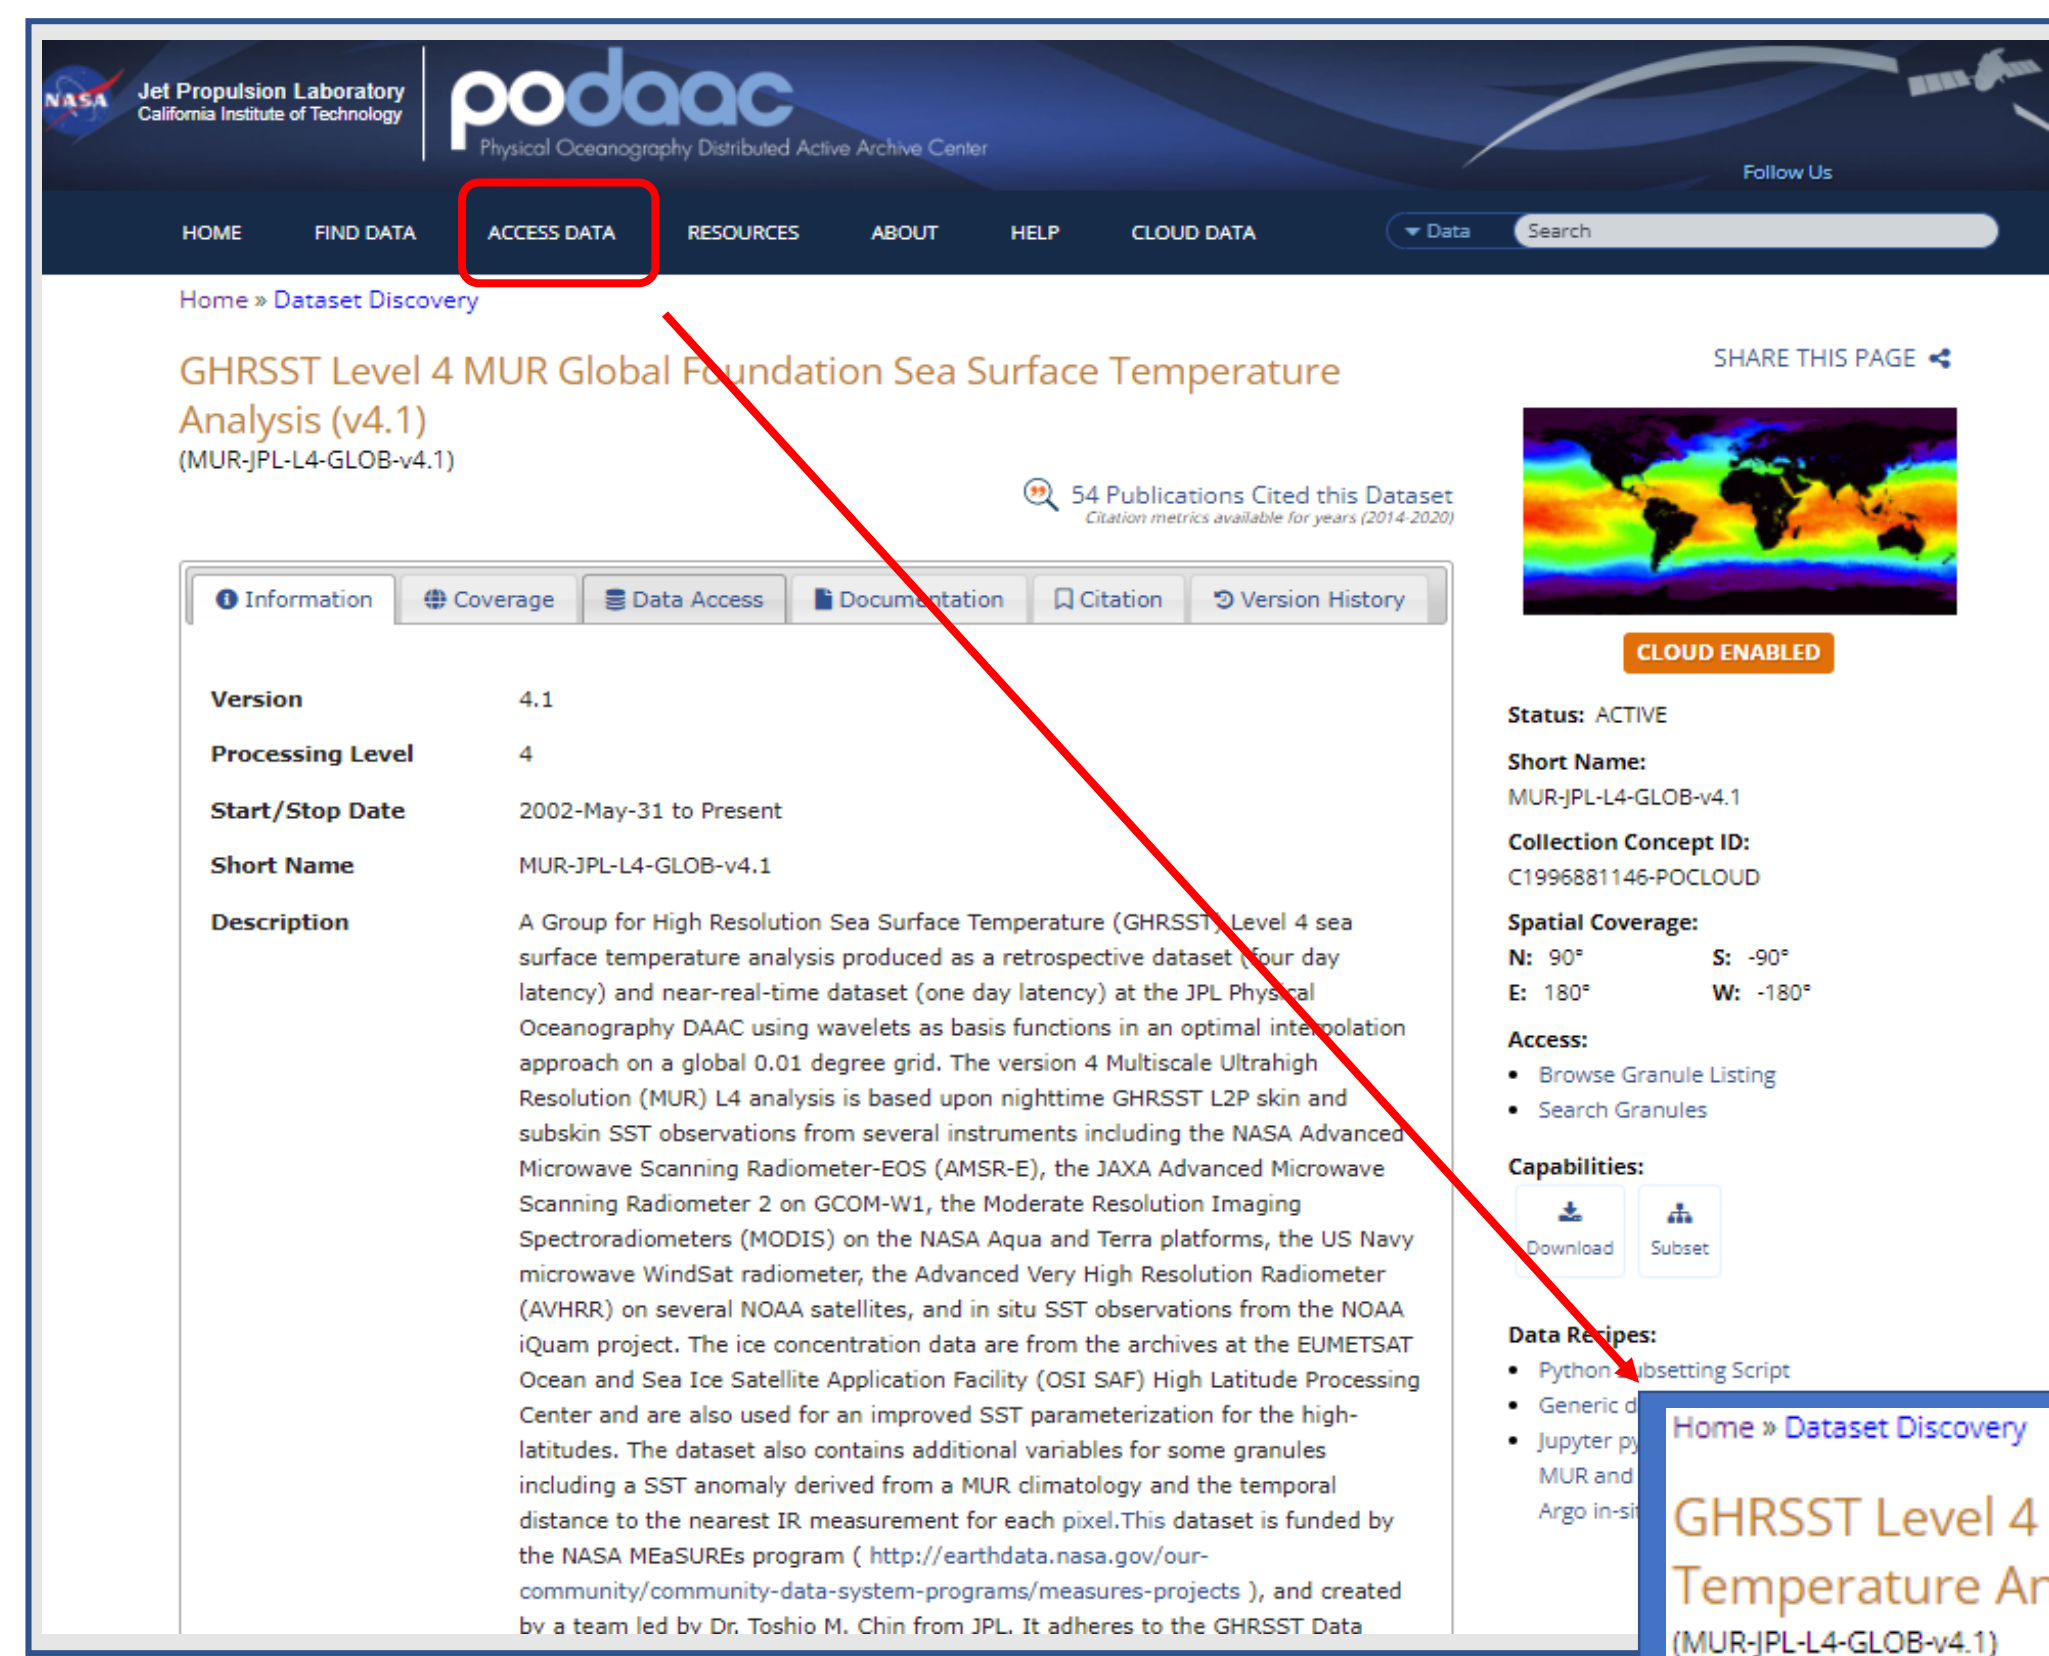 NASA
Jet Propulsion Laboratory
California Institute of Technology
podaac
Physical Oceanography Distributed Active Archive Center
Follow Us
HOME FIND DATA ACCESS DATA RESOURCES ABOUT HELP CLOUD DATA Data Search
Home » Dataset Discovery
GHRSST Level 4 MUR Global Foundation Sea Surface Temperature
Analysis (v4.1)
(MUR-JPL-L4-GLOB-v4.1)
54 Publications Cited this Dataset
Citation metrics available for years (2014-2020)
Information Coverage Data Access Documentation Citation Version History
Version 4.1
Processing Level 4
Start/Stop Date 2002-May-31 to Present
Short Name MUR-JPL-L4-GLOB-v4.1
Description A Group for High Resolution Sea Surface Temperature (GHRSST) Level 4 sea
surface temperature analysis produced as a retrospective dataset (four day
latency) and near-real-time dataset (one day latency) at the JPL Physical
Oceanography DAAC using wavelets as basis functions in an optimal interpolation
approach on a global 0.01 degree grid. The version 4 Multiscale Ultrahigh
Resolution (MUR) L4 analysis is based upon nighttime GHRSST L2P skin and
subskin SST observations from several instruments including the NASA Advanced
Microwave Scanning Radiometer-EOS (AMSR-E), the JAXA Advanced Microwave
Scanning Radiometer 2 on GCOM-W1, the Moderate Resolution Imaging
Spectroradiometers (MODIS) on the NASA Aqua and Terra platforms, the US Navy
microwave WindSat radiometer, the Advanced Very High Resolution Radiometer
(AVHRR) on several NOAA satellites, and in situ SST observations from the NOAA
iQuam project. The ice concentration data are from the archives at the EUMETSAT
Ocean and Sea Ice Satellite Application Facility (OSI SAF) High Latitude Processing
Center and are also used for an improved SST parameterization for the high-
latitudes. The dataset also contains additional variables for some granules
including a SST anomaly derived from a MUR climatology and the temporal
distance to the nearest IR measurement for each pixel.This dataset is funded by
the NASA MEaSUREs program ( http://earthdata.nasa.gov/our-
community/community-data-system-programs/measures-projects ), and created
by a team led by Dr. Toshio M. Chin from JPL. It adheres to the GHRSST Data
SHARE THIS PAGE
CLOUD ENABLED
Status: ACTIVE
Short Name:
MUR-JPL-L4-GLOB-v4.1
Collection Concept ID:
C1996881146-POCLOUD
Spatial Coverage:
N: 90° S: -90°
E: 180° W: -180°
Access:
• Browse Granule Listing
• Search Granules
Capabilities:
Download Subset
Data Recipes:
• Python Subsetting Script
• Generic
• Jupyter
MUR and
Argo
Home » Dataset Discovery
GHRSST Level 4
Temperature
(MUR-JPL-L4-GLOB-v4.1)